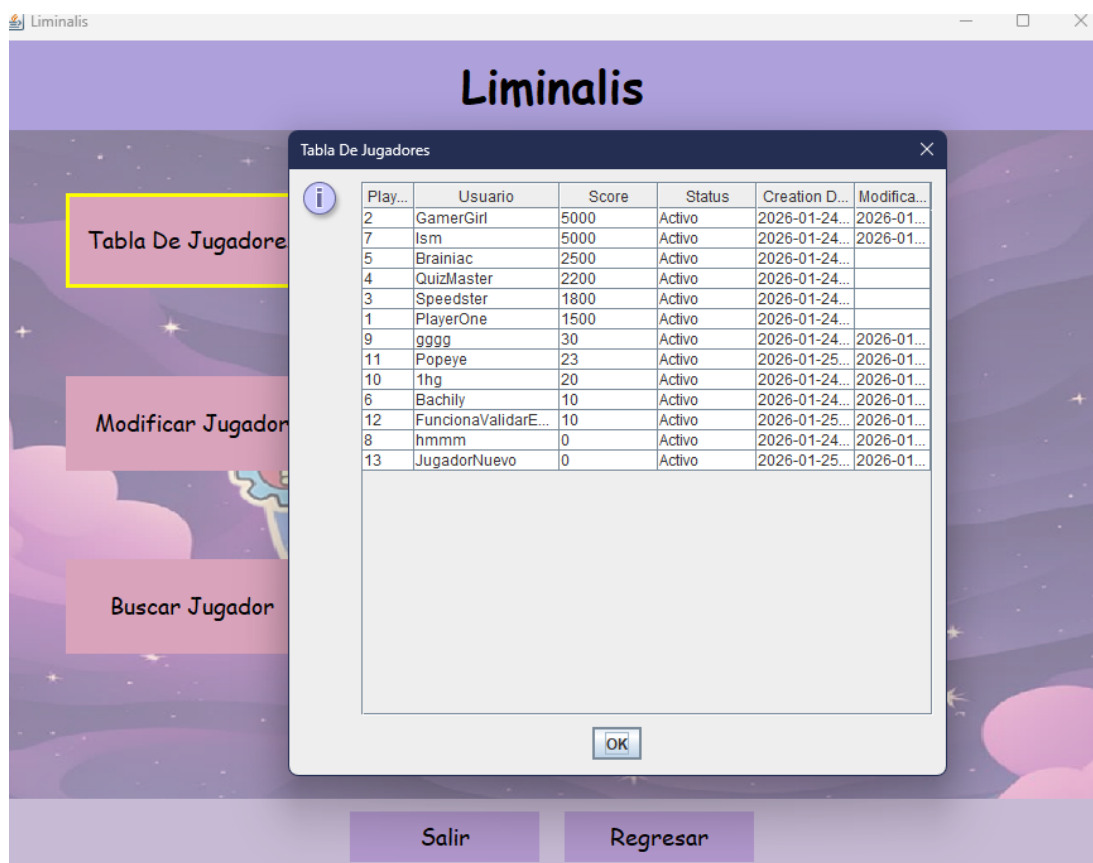 Liminalis
Liminalis
Tabla De Jugadores
Tabla De Jugadore
Modificar Jugador
Buscar Jugador
Play... Usuario Score Status Creation D... Modifica...
2 GamerGirl 5000 Activo 2026-01-24... 2026-01...
7 Ism 5000 Activo 2026-01-24... 2026-01...
5 Brainiac 2500 Activo 2026-01-24...
4 QuizMaster 2200 Activo 2026-01-24...
3 Speedster 1800 Activo 2026-01-24...
1 PlayerOne 1500 Activo 2026-01-24...
9 gggg 30 Activo 2026-01-24... 2026-01...
11 Popeye 23 Activo 2026-01-25... 2026-01...
10 1hg 20 Activo 2026-01-24... 2026-01...
6 Bachily 10 Activo 2026-01-24... 2026-01...
12 FuncionaValidarE... 10 Activo 2026-01-25... 2026-01...
8 hmmm 0 Activo 2026-01-24... 2026-01...
13 JugadorNuevo 0 Activo 2026-01-25... 2026-01...
OK
Salir Regresar